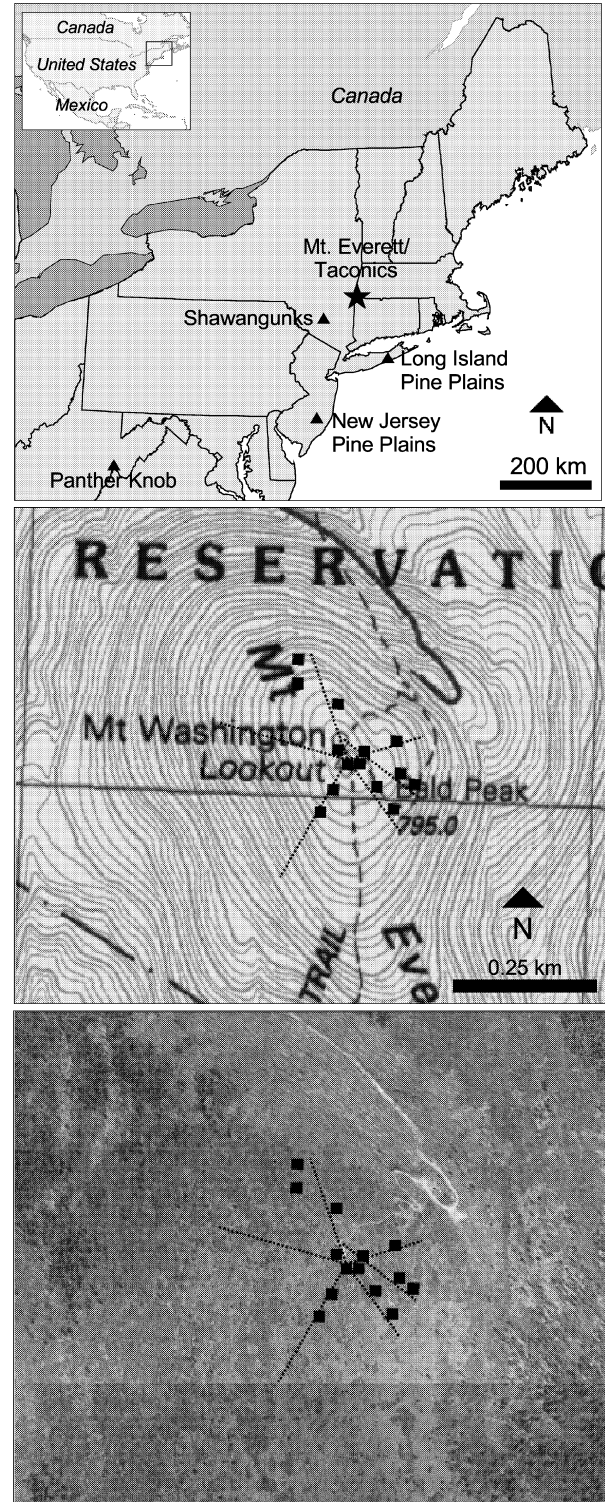 Canada
United States
Mexico
Canada
Mt. Everett/
Taconics
Shawangunks
Long Island
Pine Plains
N
New Jersey
Pine Plains
200 km
Panther Knob
RESERVATIO
Mt
Mt Washington
Lookout
Bald Peak
795.0
N
TRAIL
Eve
0.25 km